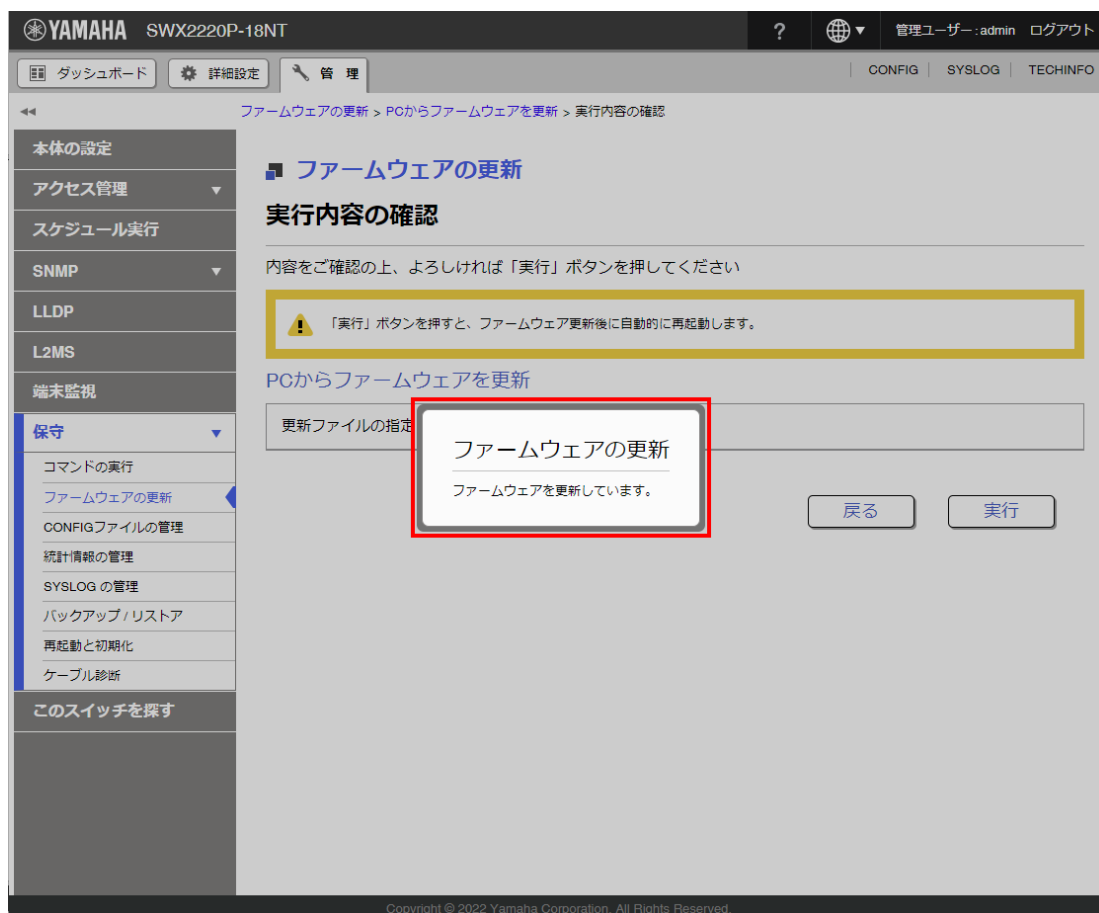 YAMAHA SWX2220P-18NT
? 管理ユーザー:admin ログアウト
ダッシュボード 詳細設定 管 理
CONFIG SYSLOG TECHINFO
ファームウェアの更新 > PCからファームウェアを更新 > 実行内容の確認
本体の設定
アクセス管理
スケジュール実行
SNMP
LLDP
L2MS
端末監視
保守
コマンドの実行
ファームウェアの更新
CONFIGファイルの管理
統計情報の管理
SYSLOG の管理
バックアップ / リストア
再起動と初期化
ケーブル診断
このスイッチを探す
ファームウェアの更新
実行内容の確認
内容をご確認の上、よろしければ「実行」ボタンを押してください
「実行」ボタンを押すと、ファームウェア更新後に自動的に再起動します。
PCからファームウェアを更新
更新ファイルの指定
ファームウェアの更新
ファームウェアを更新しています。
戻る 実行
Copyright © 2022 Yamaha Corporation. All Rights Reserved.